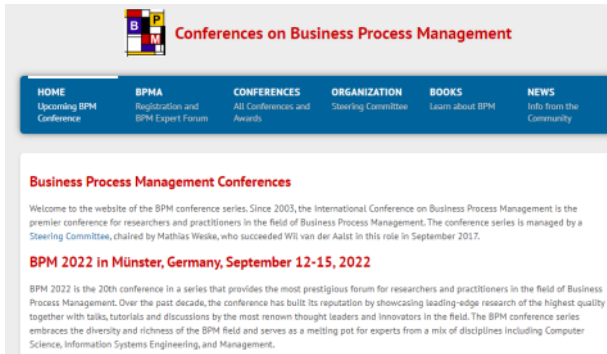 B P M
Conferences on Business Process Management
HOME BPMA CONFERENCES ORGANIZATION BOOKS NEWS
Upcoming BPM Registration and All Conferences and Steering Committee Learn about BPM Info from the
Conference BPM Expert Forum Awards Community
Business Process Management Conferences
Welcome to the website of the BPM conference series. Since 2003, the International Conference on Business Process Management is the
premier conference for researchers and practitioners in the field of Business Process Management. The conference series is managed by a
Steering Committee, chaired by Mathias Weske, who succeeded Wil van der Aalst in this role in September 2017.
BPM 2022 in Münster, Germany, September 12-15, 2022
BPM 2022 is the 20th conference in a series that provides the most prestigious forum for researchers and practitioners in the field of Business
Process Management. Over the past decade, the conference has built its reputation by showcasing leading-edge research of the highest quality
together with talks, tutorials and discussions by the most renown thought leaders and innovators in the field. The BPM conference series
embraces the diversity and richness of the BPM field and serves as a melting pot for experts from a mix of disciplines including Computer
Science, Information Systems Engineering, and Management.